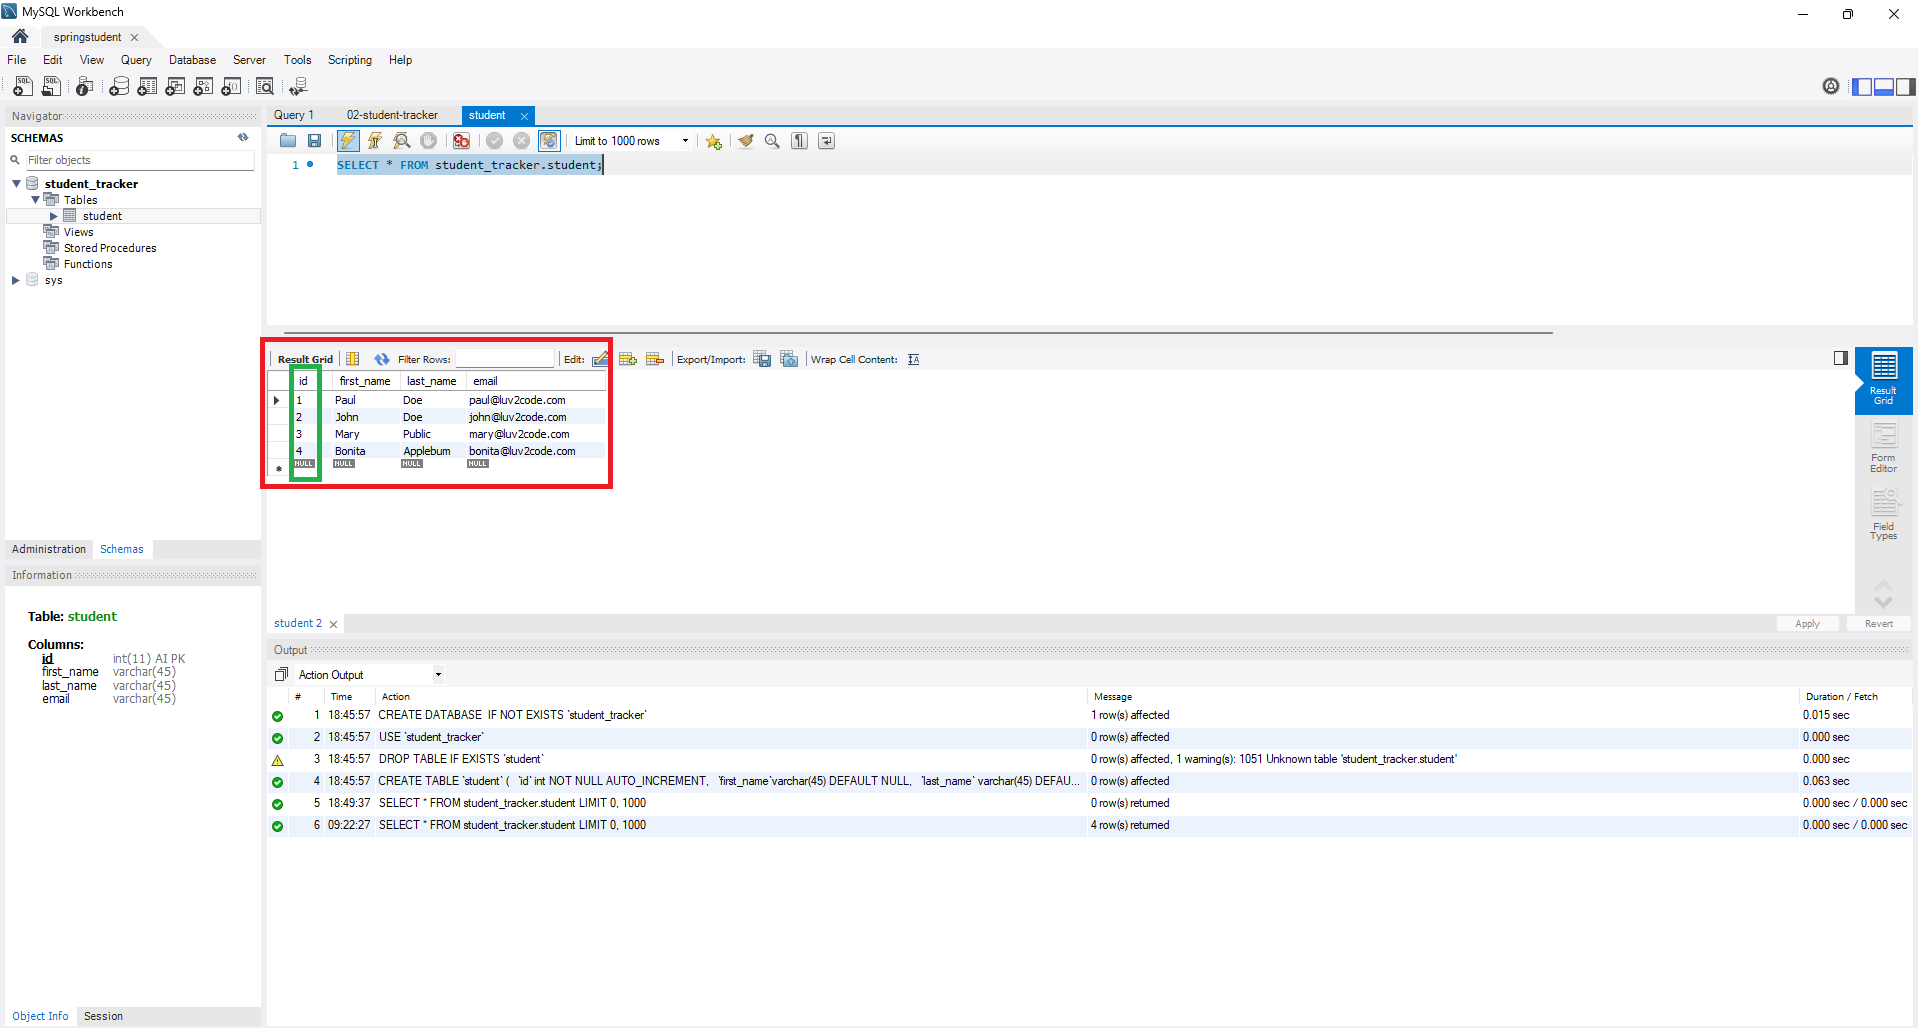 MySQL Workbench
springstudent
File Edit View Query Database Server Tools Scripting Help
Navigator
SCHEMAS
Filter objects
student_tracker
Tables
student
Views
Stored Procedures
Functions
sys
Administration Schemas
Information
Table: student
Columns:
id int(11) AI PK
first_name varchar(45)
last_name varchar(45)
email varchar(45)
Object Info Session
Query 1 02-student-tracker student
Limit to 1000 rows
1 SELECT * FROM student_tracker.student;
Result Grid Filter Rows: Edit: Export/Import: Wrap Cell Content:
id first_name last_name email
1 Paul Doe paul@luv2code.com
2 John Doe john@luv2code.com
3 Mary Public mary@luv2code.com
4 Bonita Applebum bonita@luv2code.com
NULL NULL NULL NULL
Result
Grid
Form
Editor
Field
Types
student 2
Apply Revert
Output
Action Output
# Time Action Message Duration / Fetch
1 18:45:57 CREATE DATABASE  IF NOT EXISTS `student_tracker` 1 row(s) affected 0.015 sec
2 18:45:57 USE `student_tracker` 0 row(s) affected 0.000 sec
3 18:45:57 DROP TABLE IF EXISTS `student` 0 row(s) affected, 1 warning(s): 1051 Unknown table 'student_tracker.student' 0.000 sec
4 18:45:57 CREATE TABLE `student` (   `id` int NOT NULL AUTO_INCREMENT,   `first_name` varchar(45) DEFAULT NULL,   `last_name` varchar(45) DEFAU... 0 row(s) affected 0.063 sec
5 18:49:37 SELECT * FROM student_tracker.student LIMIT 0, 1000 0 row(s) returned 0.000 sec / 0.000 sec
6 09:22:27 SELECT * FROM student_tracker.student LIMIT 0, 1000 4 row(s) returned 0.000 sec / 0.000 sec